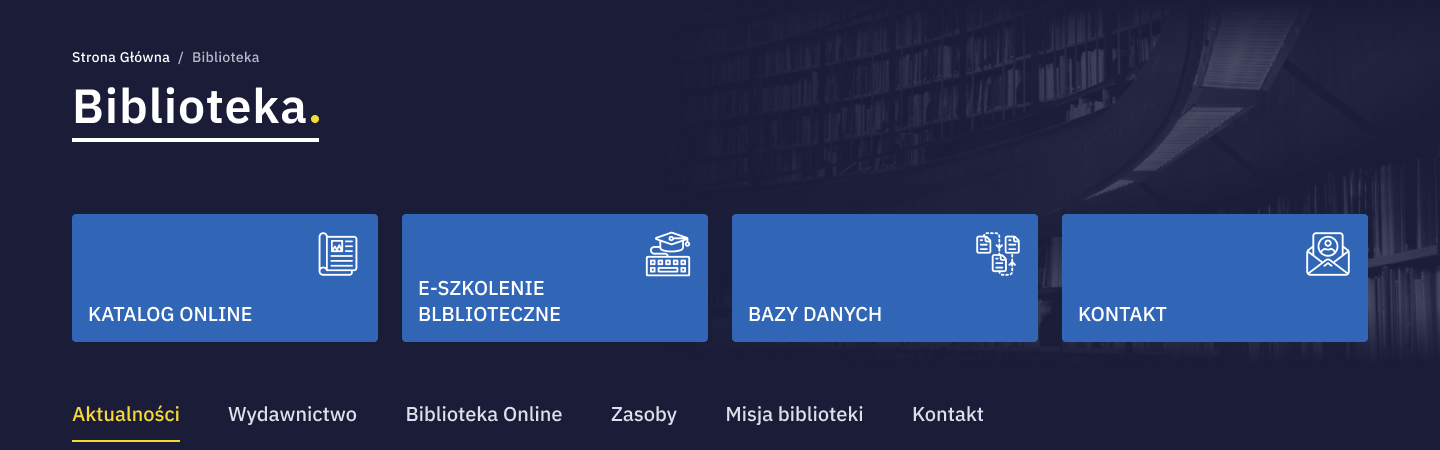 Strona Główna / Biblioteka
Biblioteka.
KATALOG ONLINE
E-SZKOLENIE
BLBLIOTECZNE
BAZY DANYCH
KONTAKT
Aktualności Wydawnictwo Biblioteka Online Zasoby Misja biblioteki Kontakt